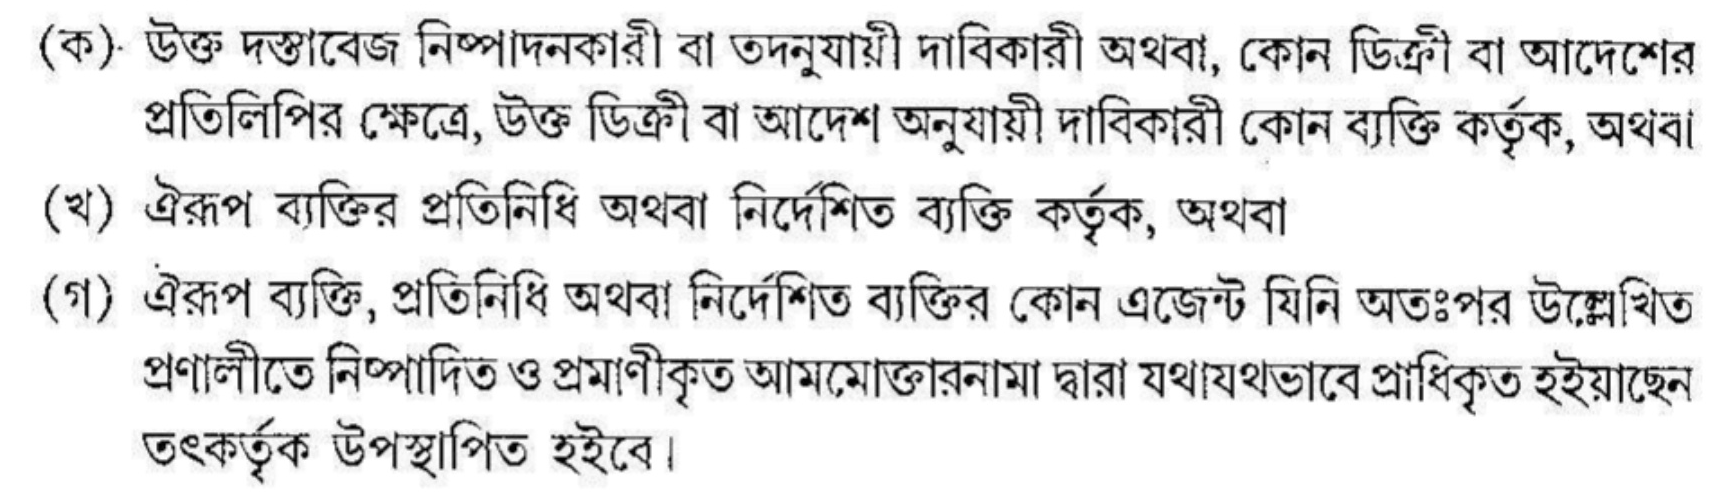 (ক) উক্ত দস্তাবেজ নিষ্পাদনকারী বা তদনুযায়ী দাবিকারী অথবা, কোন ডিক্রী বা আদেশের
প্রতিলিপির ক্ষেত্রে, উক্ত ডিক্রী বা আদেশ অনুযায়ী দাবিকারী কোন ব্যক্তি কর্তৃক, অথবা
(খ) ঐরূপ ব্যক্তির প্রতিনিধি অথবা নির্দেশিত ব্যক্তি কর্তৃক, অথবা
(গ) ঐরূপ ব্যক্তি, প্রতিনিধি অথবা নির্দেশিত ব্যক্তির কোন এজেন্ট যিনি অতঃপর উল্লেখিত
প্রণালীতে নিষ্পাদিত ও প্রমাণীকৃত আমমোক্তারনামা দ্বারা যথাযথভাবে প্রাধিকৃত হইয়াছেন
তৎকর্তৃক উপস্থাপিত হইবে।